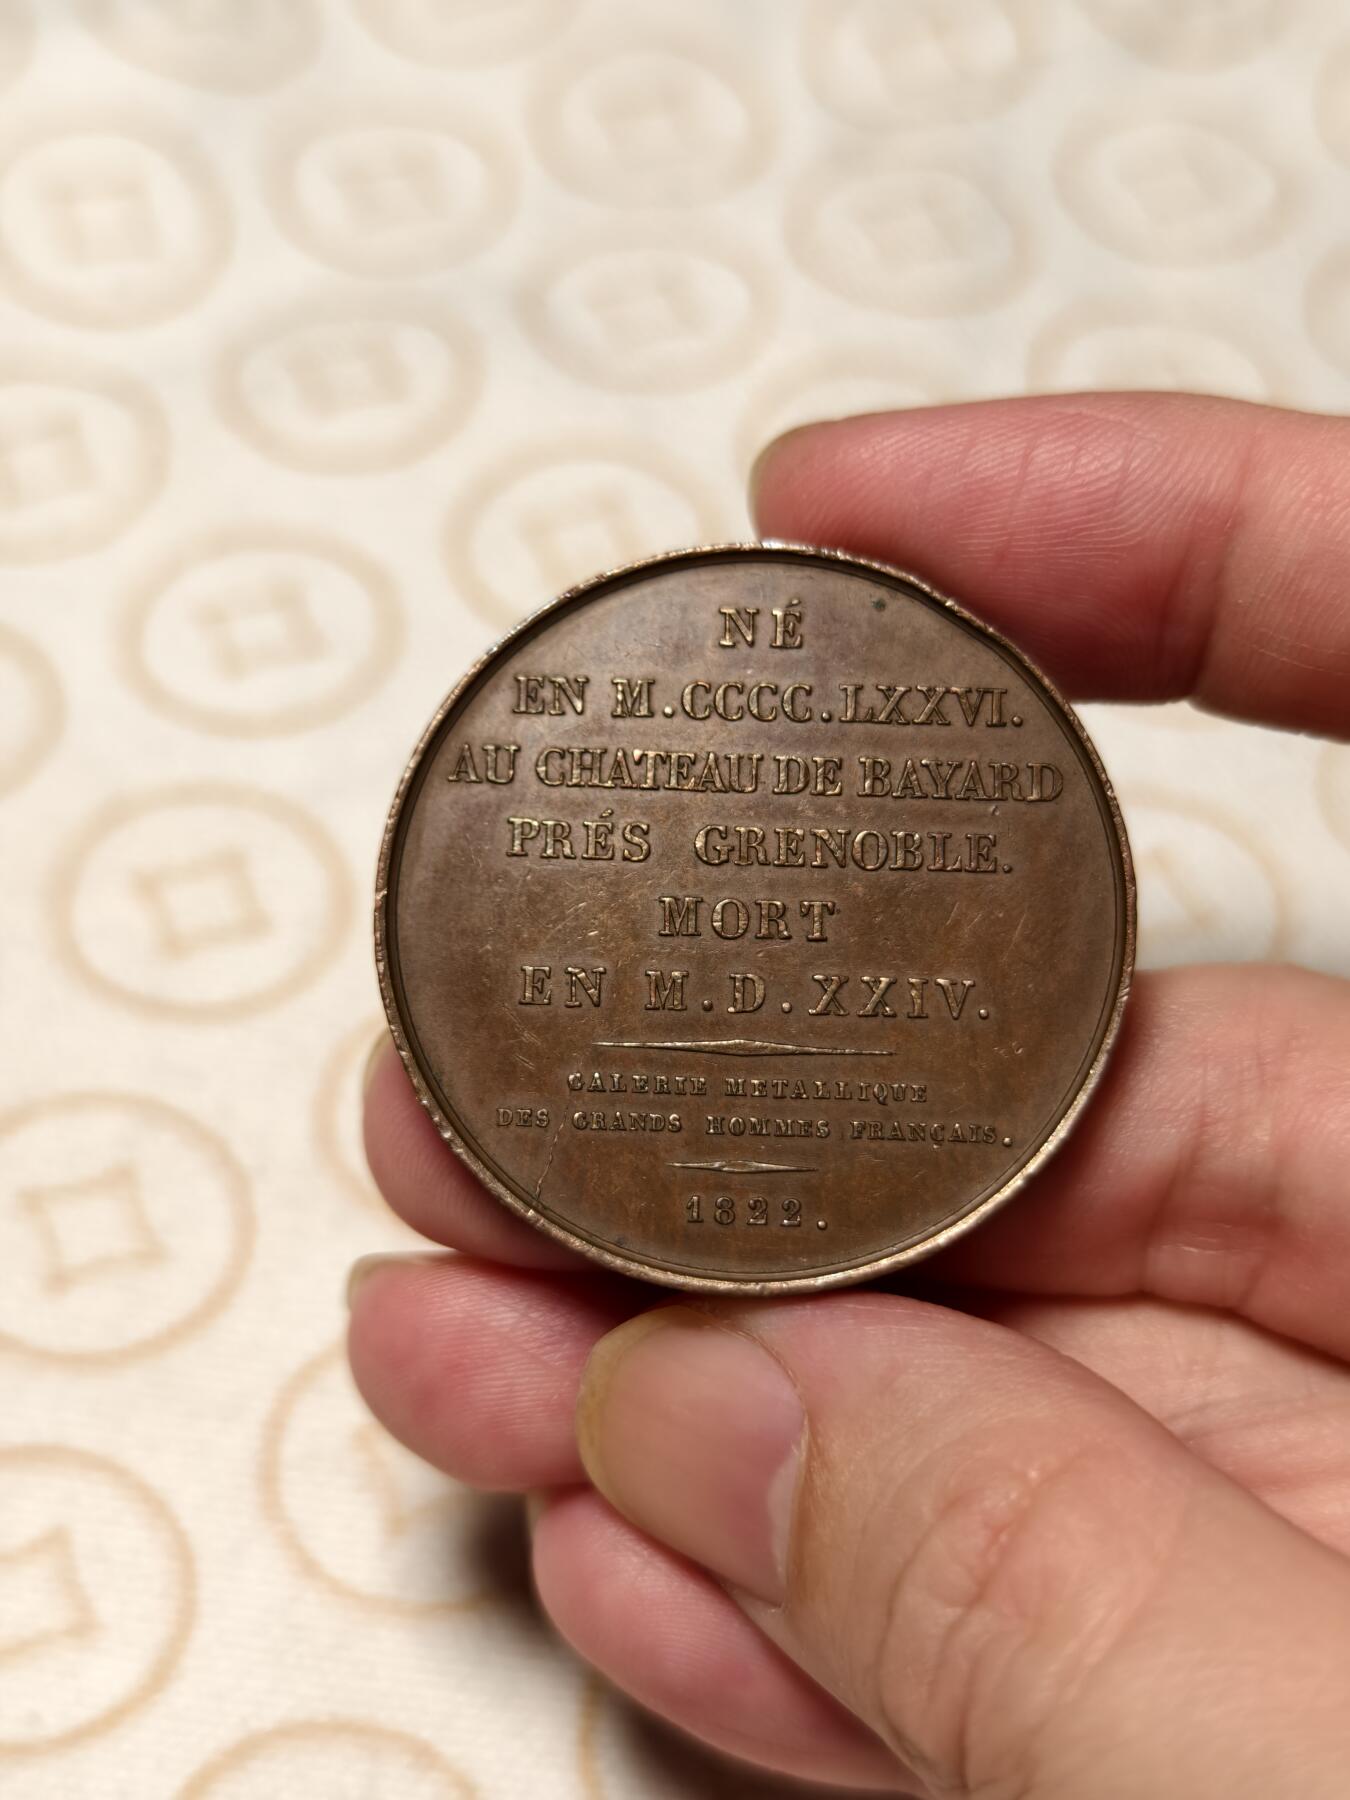 NÉ
EN M.CCCC.LXXVI.
AU CHATEAU DE BAYARD
PRÉS GRENOBLE.
MORT
EN M.D.XXIV.
GALERIE METALLIQUE
DES GRANDS HOMMES FRANÇAIS.
1822.